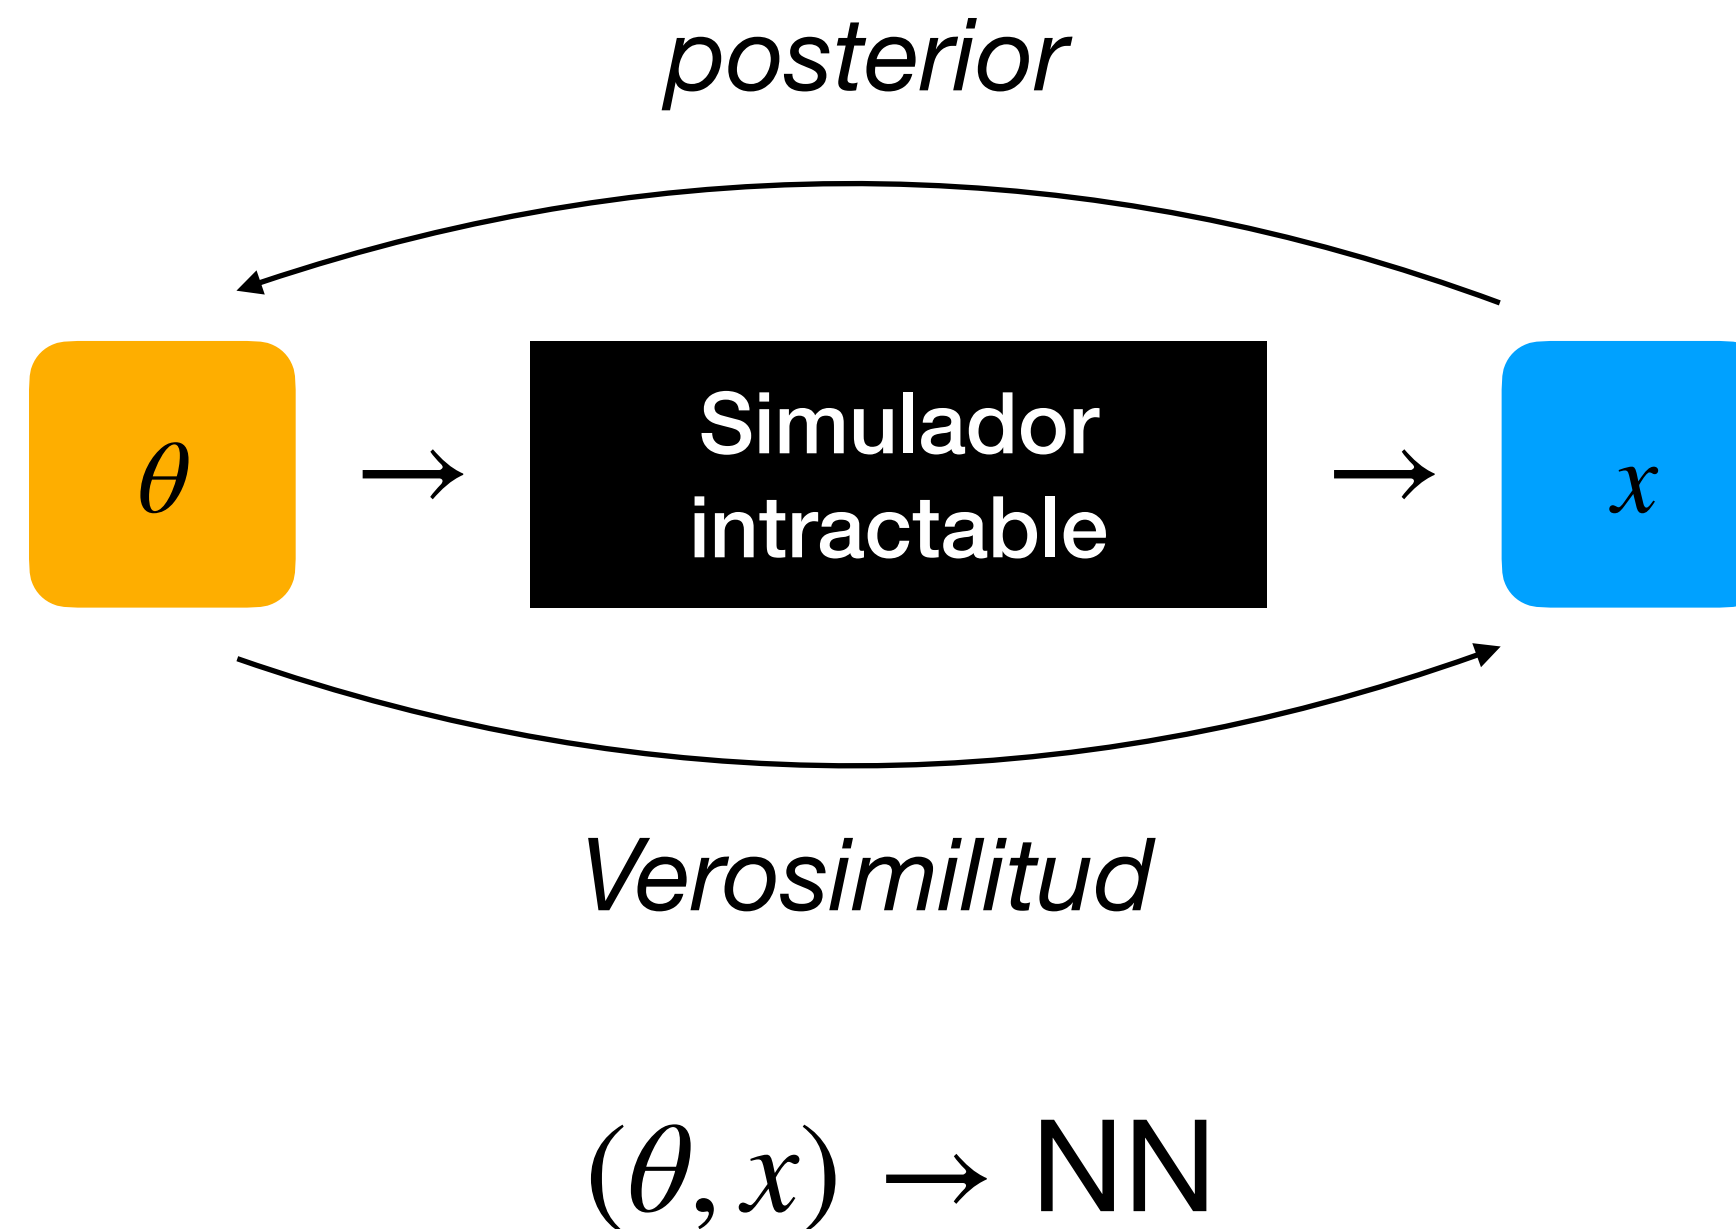 posterior
θ → Simulador → x
intractable
Verosimilitud
(θ, x) → NN